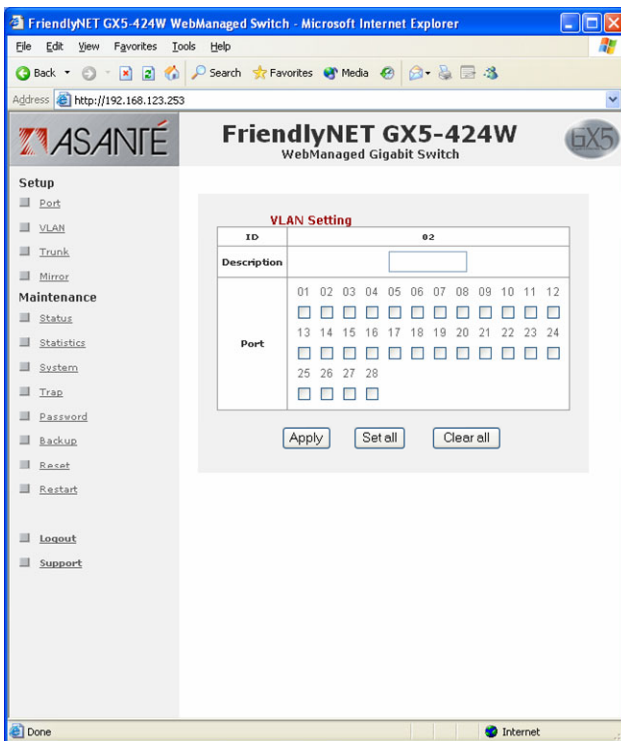 FriendlyNET GX5-424W WebManaged Switch - Microsoft Internet Explorer
File Edit View Favorites Tools Help
Back Search Favorites Media
Address http://192.168.123.253
ASANTÉ
FriendlyNET GX5-424W
WebManaged Gigabit Switch
GX5
Setup
Port
VLAN
Trunk
Mirror
Maintenance
Status
Statistics
System
Trap
Password
Backup
Reset
Restart
Logout
Support
VLAN Setting
ID 02
Description
Port
01 02 03 04 05 06 07 08 09 10 11 12
13 14 15 16 17 18 19 20 21 22 23 24
25 26 27 28
Apply Set all Clear all
Done Internet